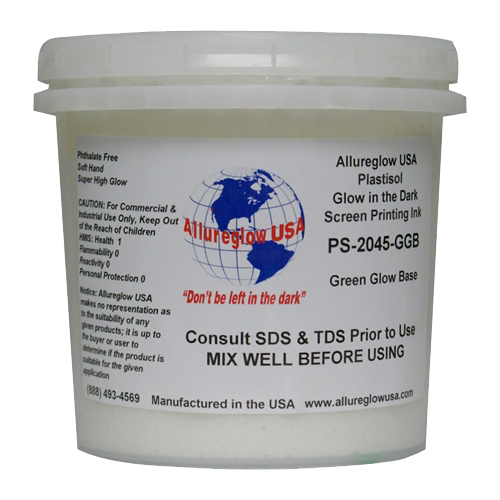 Phthalate Free
Soft Hand
Super High Glow
CAUTION: For Commercial &
Industrial Use Only, Keep Out
of the Reach of Children
HMIS: Health 1
Flammability 0
Reactivity 0
Personal Protection 0
Notice: Allureglow USA
makes no representation as
to the suitability of any
given products; it is up to
the buyer or user to
determine if the product is
suitable for the given
application
(888) 493-4569
Allureglow USA
"Don't be left in the dark"
Allureglow USA
Plastisol
Glow in the Dark
Screen Printing Ink
PS-2045-GGB
Green Glow Base
Consult SDS & TDS Prior to Use
MIX WELL BEFORE USING
Manufactured in the USA www.allureglowusa.com